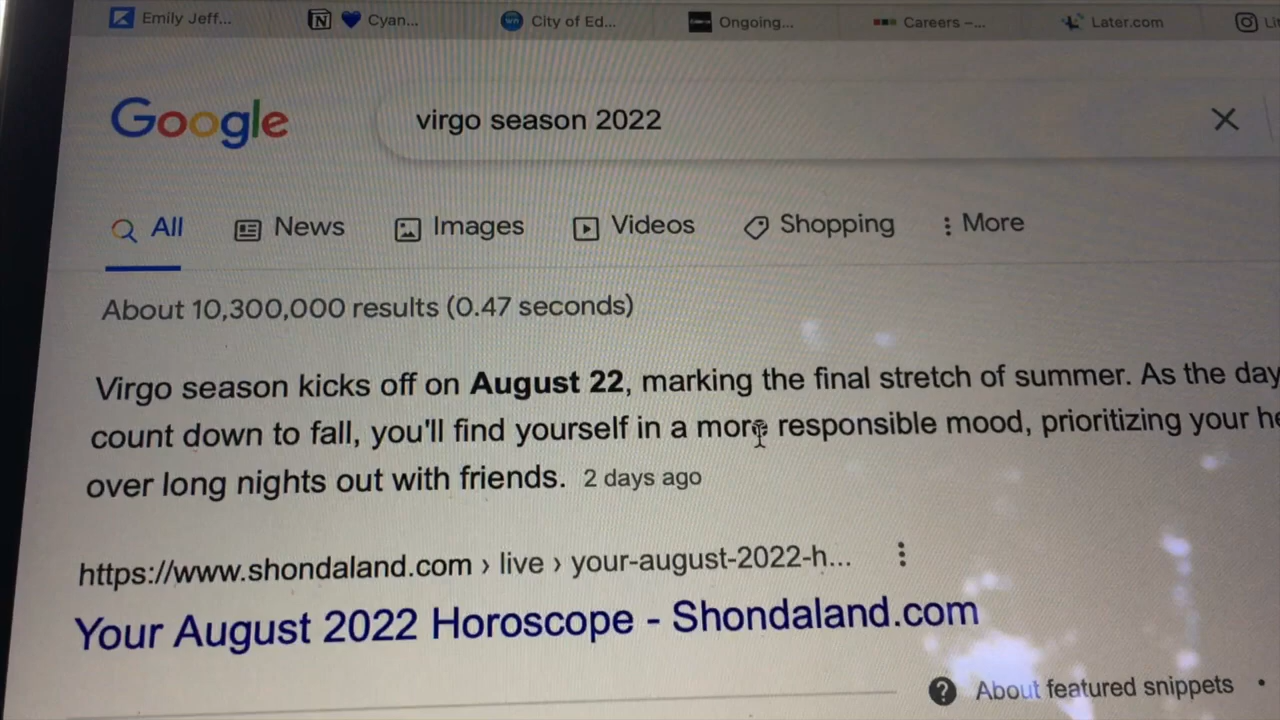 Emily Jeff... Cyan... City of Ed... Ongoing... Careers –... Later.com
Google virgo season 2022
All News Images Videos Shopping More
About 10,300,000 results (0.47 seconds)
Virgo season kicks off on August 22, marking the final stretch of summer. As the day
count down to fall, you'll find yourself in a more responsible mood, prioritizing your
over long nights out with friends. 2 days ago
https://www.shondaland.com › live › your-august-2022-h...
Your August 2022 Horoscope - Shondaland.com
About featured snippets